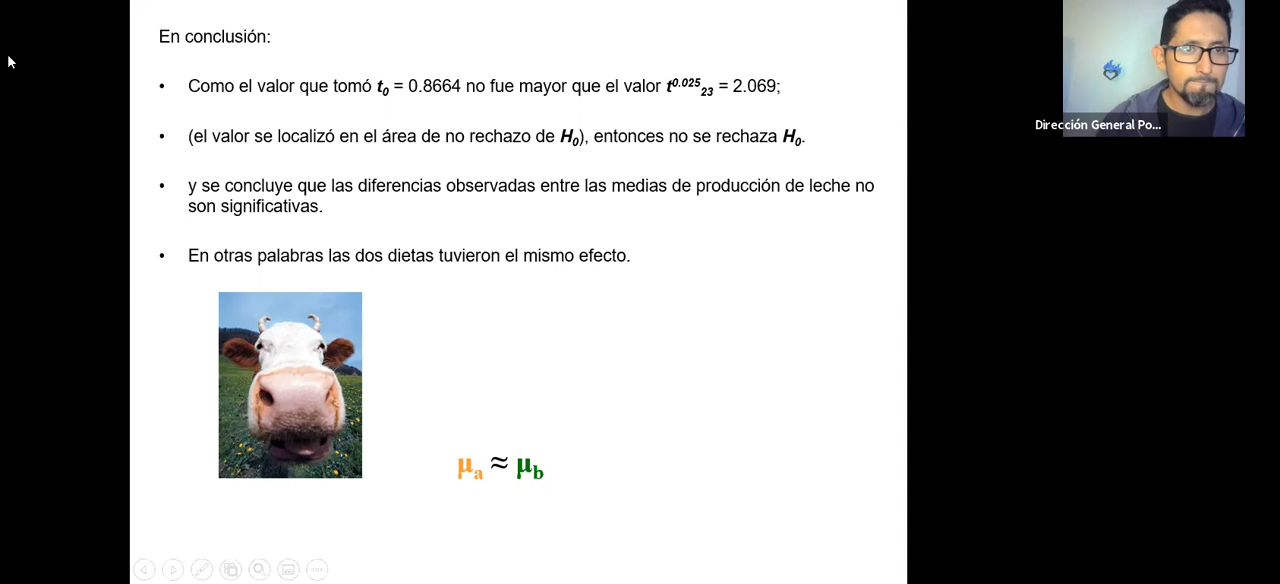 En conclusión:
• Como el valor que tomó t0 = 0.8664 no fue mayor que el valor t0.025 23 = 2.069;
• (el valor se localizó en el área de no rechazo de H0), entonces no se rechaza H0.
• y se concluye que las diferencias observadas entre las medias de producción de leche no
son significativas.
• En otras palabras las dos dietas tuvieron el mismo efecto.
μa ≈ μb
Dirección General Po...